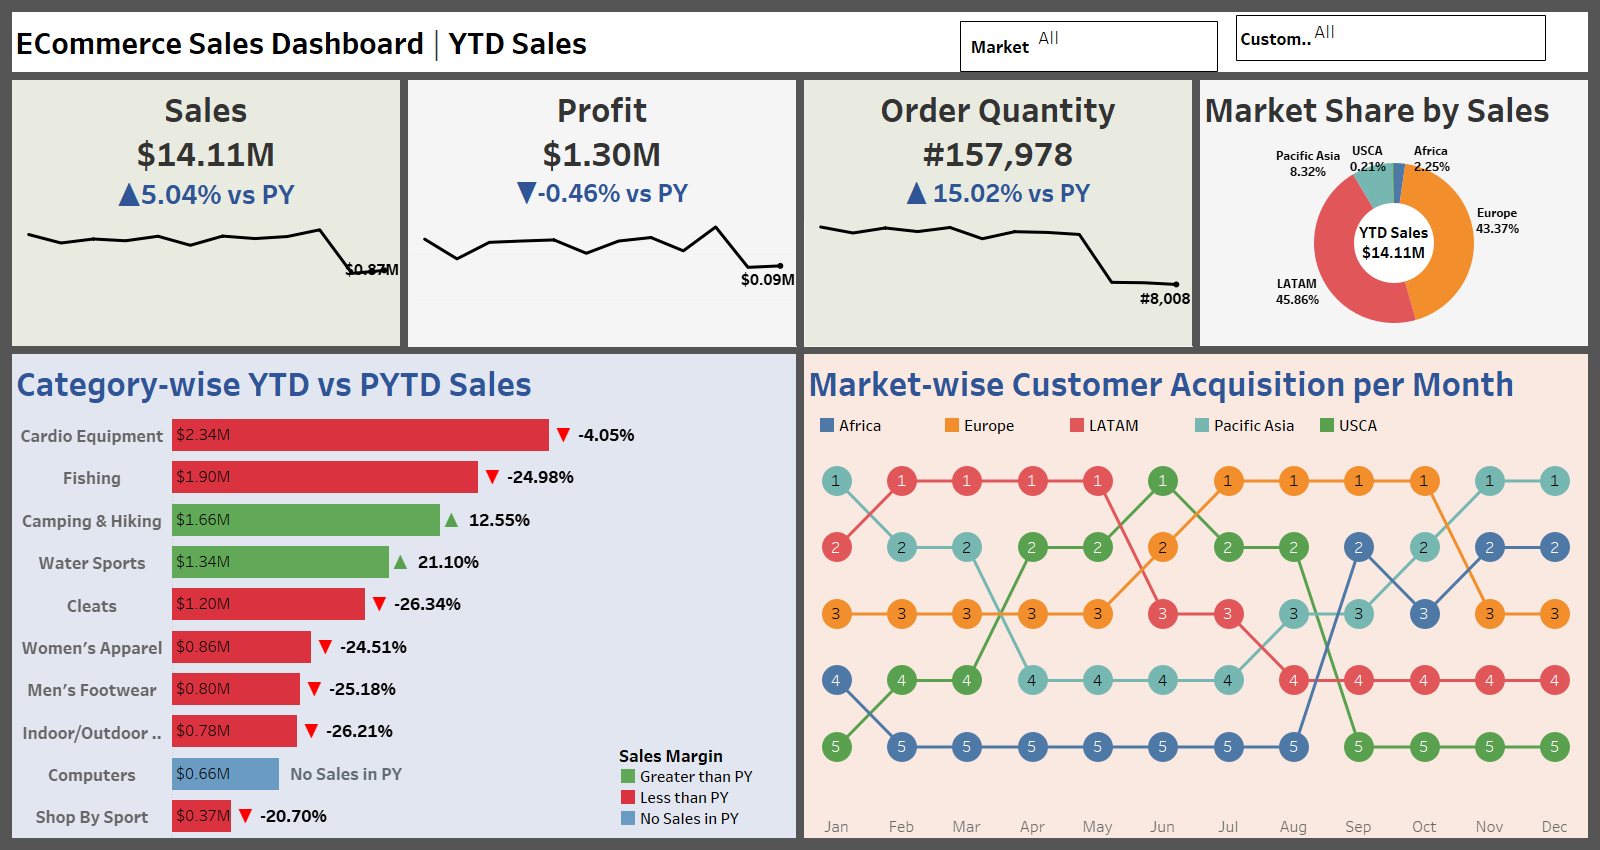 ECommerce Sales Dashboard | YTD Sales
Market All
Custom.. All
Sales
$14.11M
▲5.04% vs PY
$0.87M
Profit
$1.30M
▼-0.46% vs PY
$0.09M
Order Quantity
#157,978
▲ 15.02% vs PY
#8,008
Market Share by Sales
Pacific Asia
8.32%
USCA
0.21%
Africa
2.25%
Europe
43.37%
YTD Sales
$14.11M
LATAM
45.86%
Category-wise YTD vs PYTD Sales
Cardio Equipment $2.34M ▼ -4.05%
Fishing $1.90M ▼ -24.98%
Camping & Hiking $1.66M ▲ 12.55%
Water Sports $1.34M ▲ 21.10%
Cleats $1.20M ▼ -26.34%
Women's Apparel $0.86M ▼ -24.51%
Men's Footwear $0.80M ▼ -25.18%
Indoor/Outdoor .. $0.78M ▼ -26.21%
Computers $0.66M No Sales in PY
Shop By Sport $0.37M ▼ -20.70%
Sales Margin
Greater than PY
Less than PY
No Sales in PY
Market-wise Customer Acquisition per Month
Africa Europe LATAM Pacific Asia USCA
1 1 1 1 1 1 1 1 1 1 1 1
2 2 2 2 2 2 2 2 2 2 2 2
3 3 3 3 3 3 3 3 3 3 3 3
4 4 4 4 4 4 4 4 4 4 4 4
5 5 5 5 5 5 5 5 5 5 5 5
Jan Feb Mar Apr May Jun Jul Aug Sep Oct Nov Dec